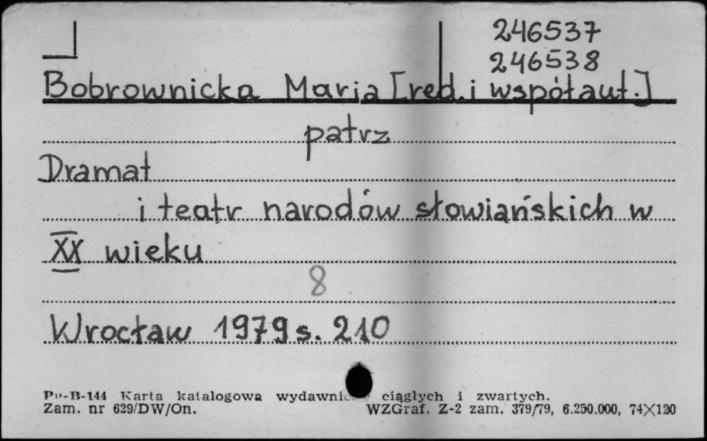 246537
246538
Bobrownicka Maria [red. i współaut.]
patrz
Dramat
i teatr narodów słowiańskich w
XX wieku
8
Wrocław 1979 s. 210
Pu-B-144 Karta katalogowa wydawnic ciągłych i zwartych.
Zam. nr 629/DW/On. WZGraf. Z-2 zam. 379/79, 6.250.000, 74X120